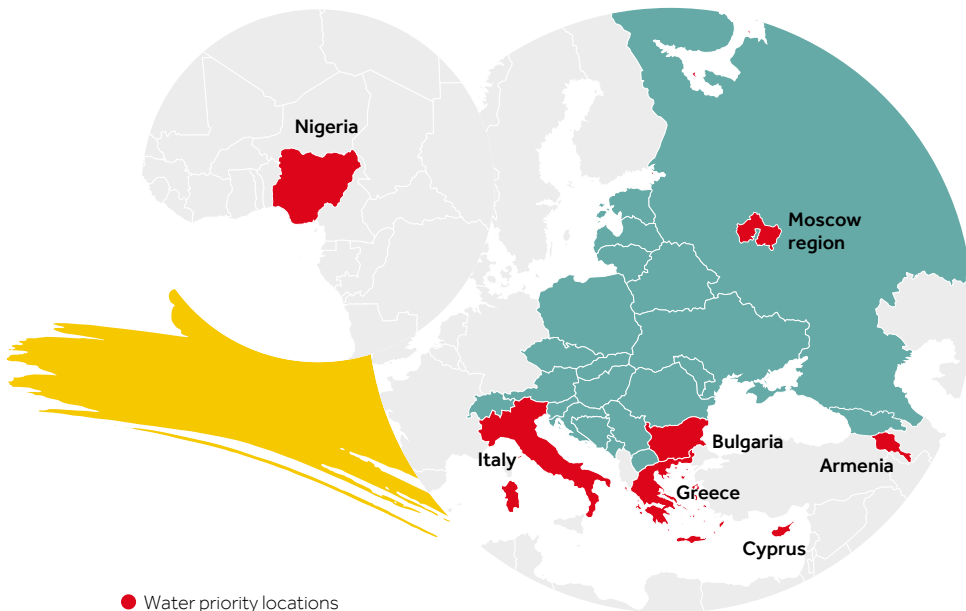 Nigeria
Moscow
region
Bulgaria
Italy
Armenia
Greece
Cyprus
Water priority locations